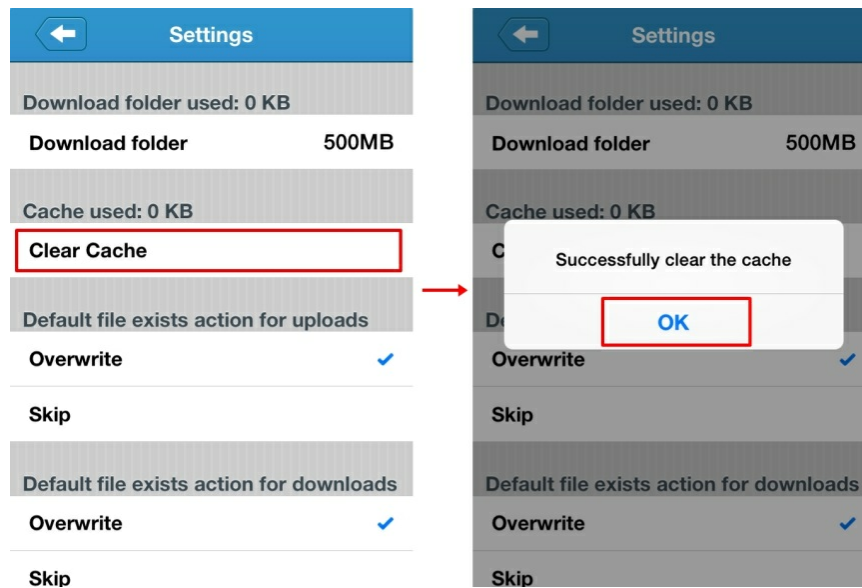 Settings
Download folder used: 0 KB
Download folder 500MB
Cache used: 0 KB
Clear Cache
Default file exists action for uploads
Overwrite
Skip
Default file exists action for downloads
Overwrite
Skip
Settings
Download folder used: 0 KB
Download folder 500MB
Cache used: 0 KB
C
Successfully clear the cache
De
OK
Overwrite
Skip
Default file exists action for downloads
Overwrite
Skip